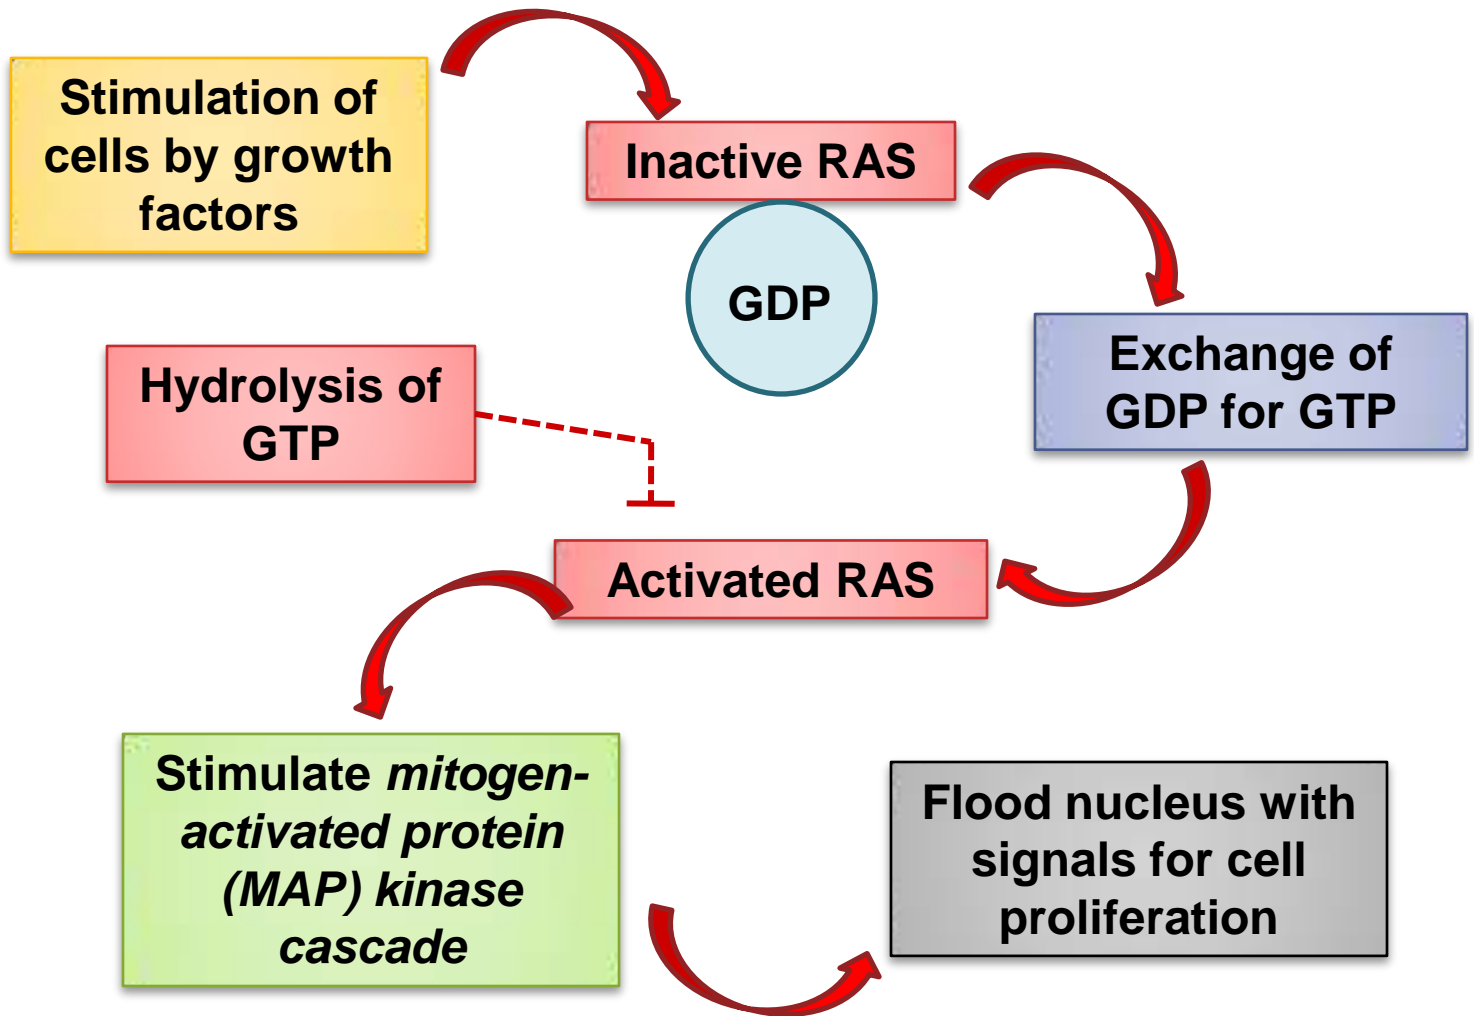 Stimulation of
cells by growth
factors
Inactive RAS
GDP
Exchange of
GDP for GTP
Hydrolysis of
GTP
Activated RAS
Stimulate mitogen-
activated protein
(MAP) kinase
cascade
Flood nucleus with
signals for cell
proliferation